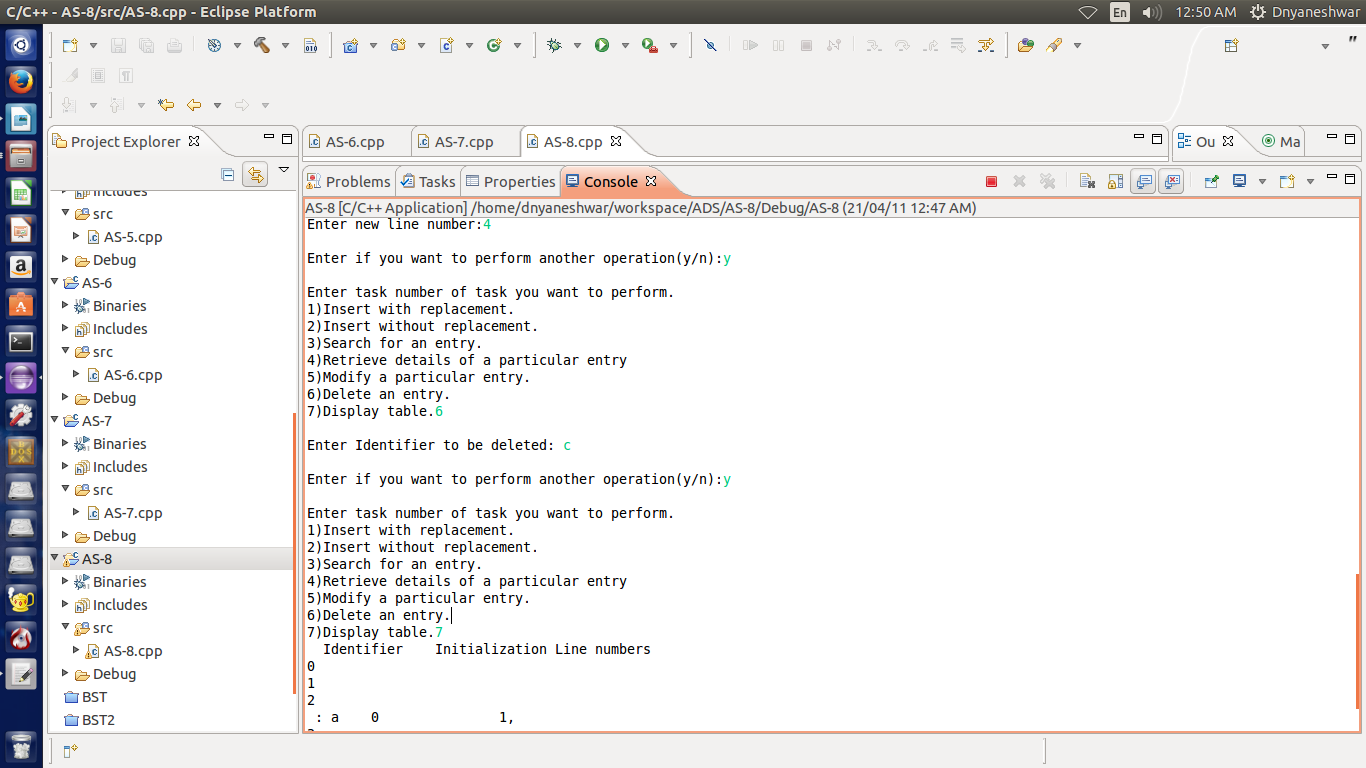 C/C++ - AS-8/src/AS-8.cpp - Eclipse Platform
En
12:50 AM
Dnyaneshwar
Project Explorer
Includes
src
AS-5.cpp
Debug
AS-6
Binaries
Includes
src
AS-6.cpp
Debug
AS-7
Binaries
Includes
src
AS-7.cpp
Debug
AS-8
Binaries
Includes
src
AS-8.cpp
Debug
BST
BST2
AS-6.cpp
AS-7.cpp
AS-8.cpp
Ou
Ma
Problems
Tasks
Properties
Console
AS-8 [C/C++ Application] /home/dnyaneshwar/workspace/ADS/AS-8/Debug/AS-8 (21/04/11 12:47 AM)
Enter new line number:4
Enter if you want to perform another operation(y/n):y
Enter task number of task you want to perform.
1)Insert with replacement.
2)Insert without replacement.
3)Search for an entry.
4)Retrieve details of a particular entry
5)Modify a particular entry.
6)Delete an entry.
7)Display table.6
Enter Identifier to be deleted: c
Enter if you want to perform another operation(y/n):y
Enter task number of task you want to perform.
1)Insert with replacement.
2)Insert without replacement.
3)Search for an entry.
4)Retrieve details of a particular entry
5)Modify a particular entry.
6)Delete an entry.
7)Display table.7
Identifier    Initialization Line numbers
0
1
2
: a    0               1,